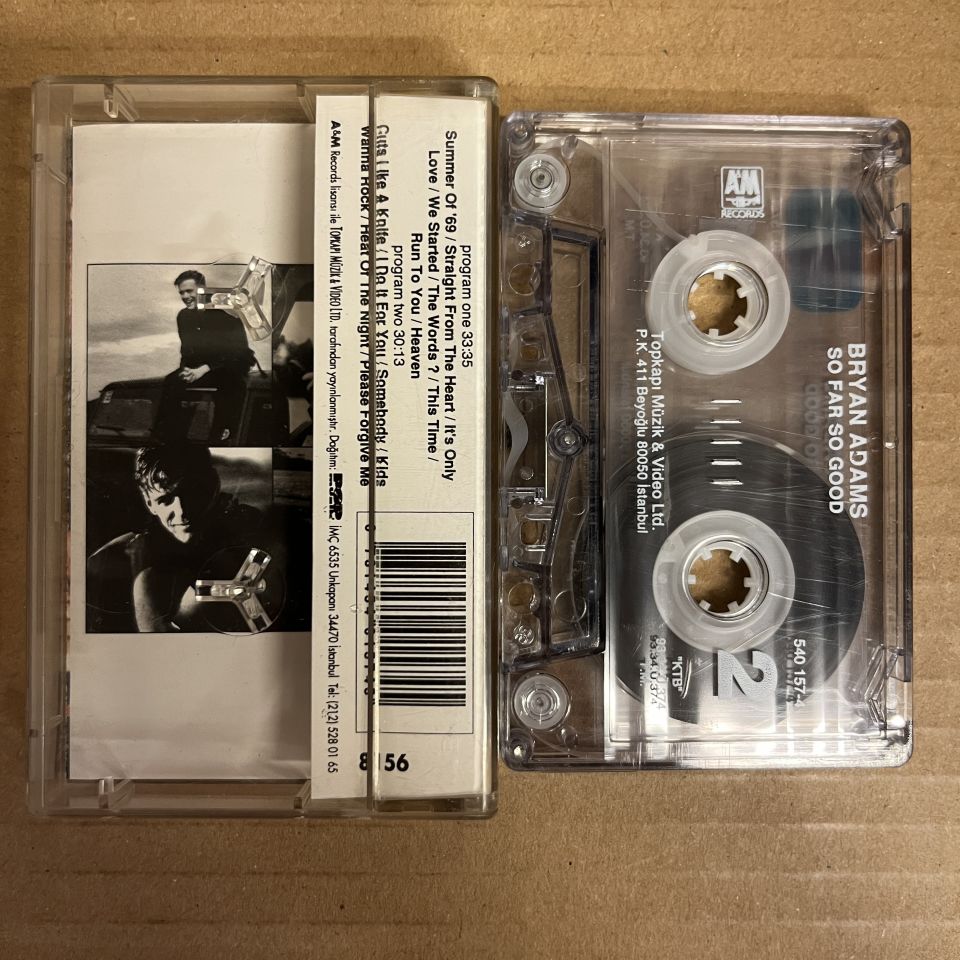 program one 33:35
Summer Of '69 / Straight From The Heart / It's Only
Love / We Started / The Words ? / This Time /
Run To You / Heaven
program two 30:13
Cuts Like A Knife / I Do It For You / Somebody / Kids
Wanna Rock / Heat Of The Night / Please Forgive Me
A&M Records lisansı ile TOPKAPI MÜZİK & VİDEO LTD. tarafından yayınlanmıştır. Dağıtım: İMÇ 6535 Unkapanı 34470 İstanbul Tel: (212) 528 01 65
8156
A&M
RECORDS
BRYAN ADAMS
SO FAR SO GOOD
Topkapı Müzik & Video Ltd.
P.K. 411 Beyoğlu 80050 İstanbul
2
540 157-4
"KTB"
93.34.Ü.374